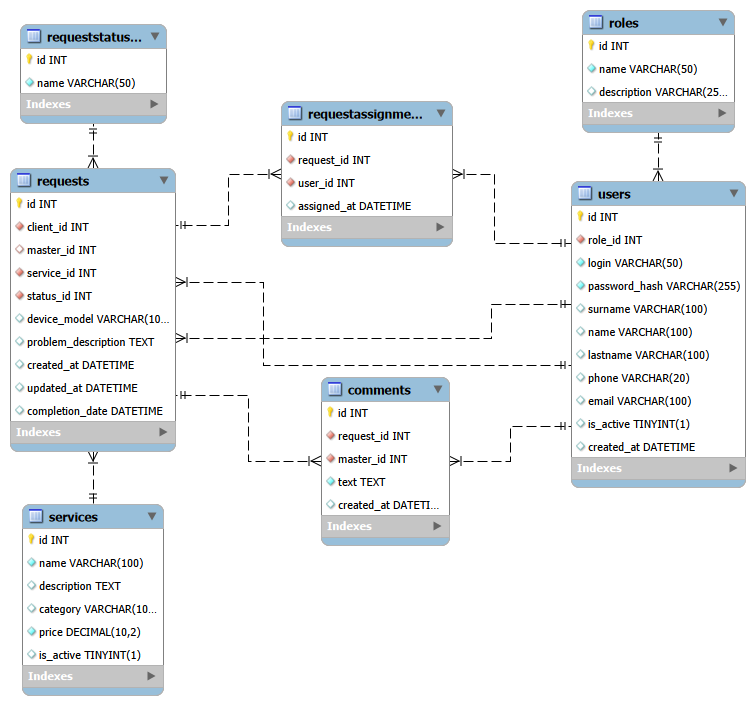 requeststatus...
id INT
name VARCHAR(50)
Indexes
roles
id INT
name VARCHAR(50)
description VARCHAR(25...
Indexes
requestassignme...
id INT
request_id INT
user_id INT
assigned_at DATETIME
Indexes
requests
id INT
client_id INT
master_id INT
service_id INT
status_id INT
device_model VARCHAR(10...
problem_description TEXT
created_at DATETIME
updated_at DATETIME
completion_date DATETIME
Indexes
users
id INT
role_id INT
login VARCHAR(50)
password_hash VARCHAR(255)
surname VARCHAR(100)
name VARCHAR(100)
lastname VARCHAR(100)
phone VARCHAR(20)
email VARCHAR(100)
is_active TINYINT(1)
created_at DATETIME
Indexes
comments
id INT
request_id INT
master_id INT
text TEXT
created_at DATETI...
Indexes
services
id INT
name VARCHAR(100)
description TEXT
category VARCHAR(10...
price DECIMAL(10,2)
is_active TINYINT(1)
Indexes